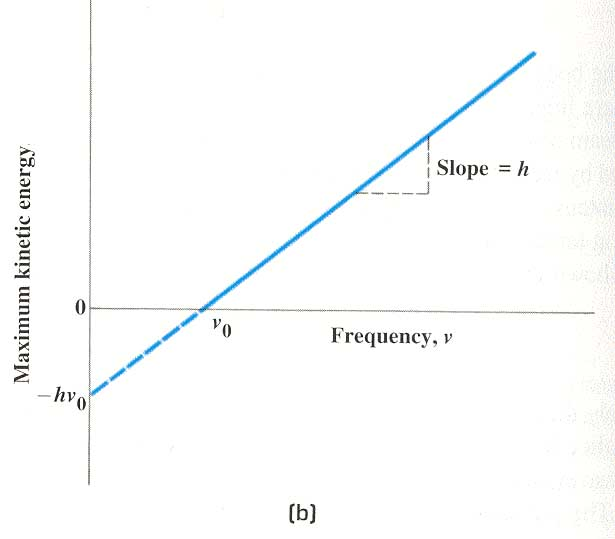 Maximum kinetic energy
Slope = h
0
ν₀
Frequency, ν
−hν₀
(b)